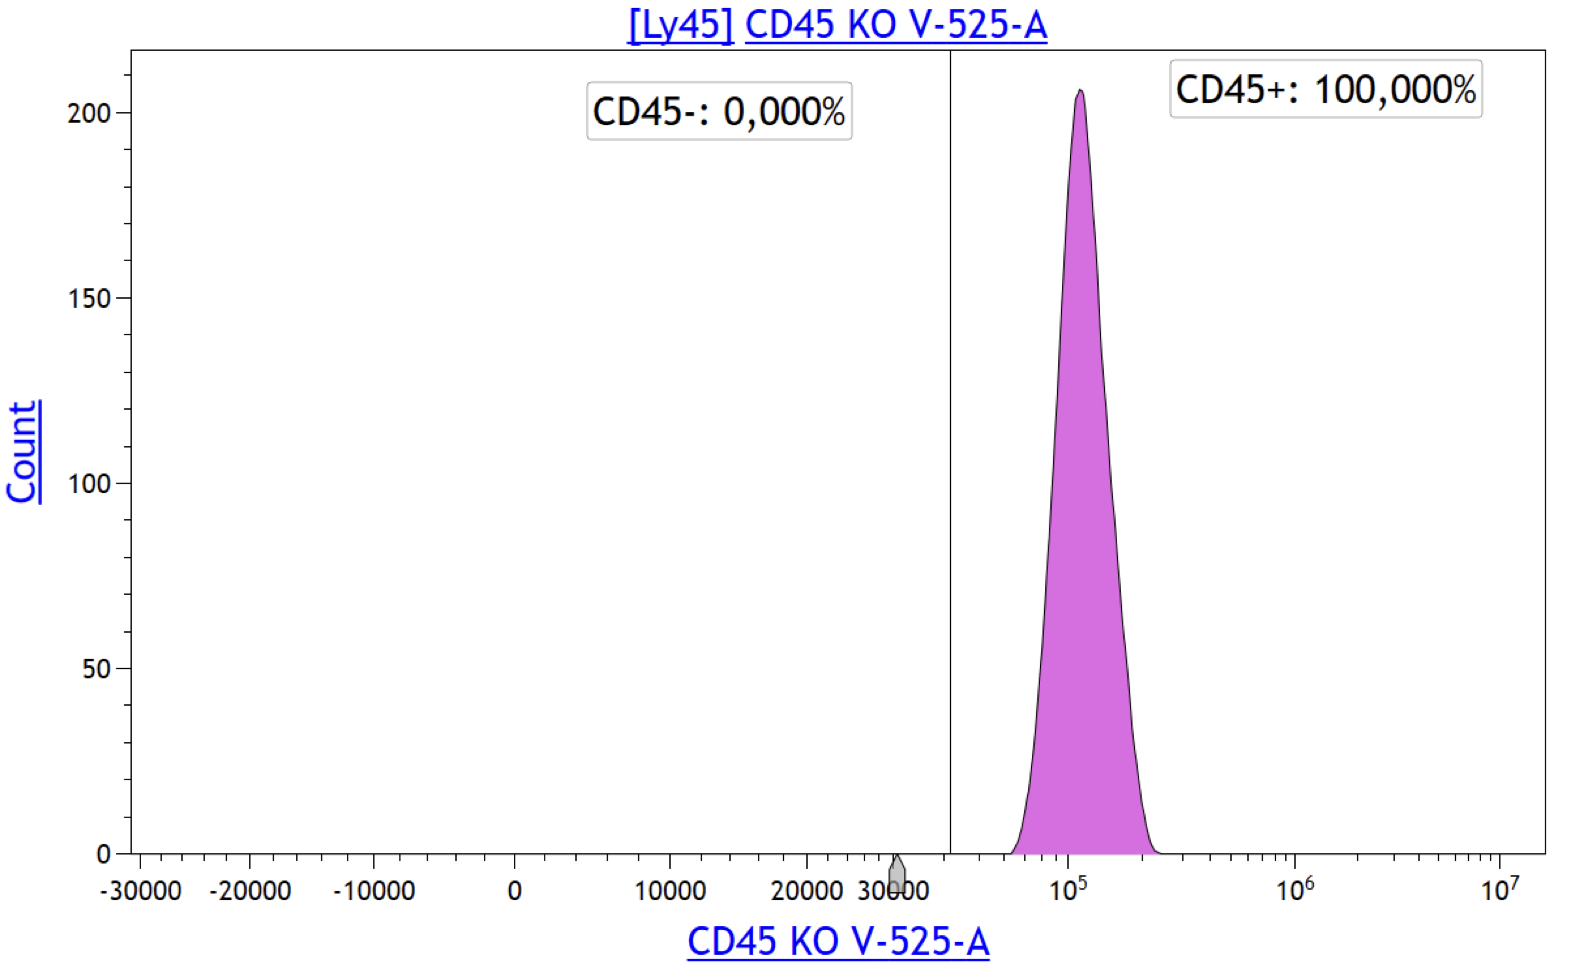 [Ly45] CD45 KO V-525-A
CD45-: 0,000%
CD45+: 100,000%
Count
200
150
100
50
0
-30000 -20000 -10000 0 10000 20000 30000 10⁵ 10⁶ 10⁷
CD45 KO V-525-A